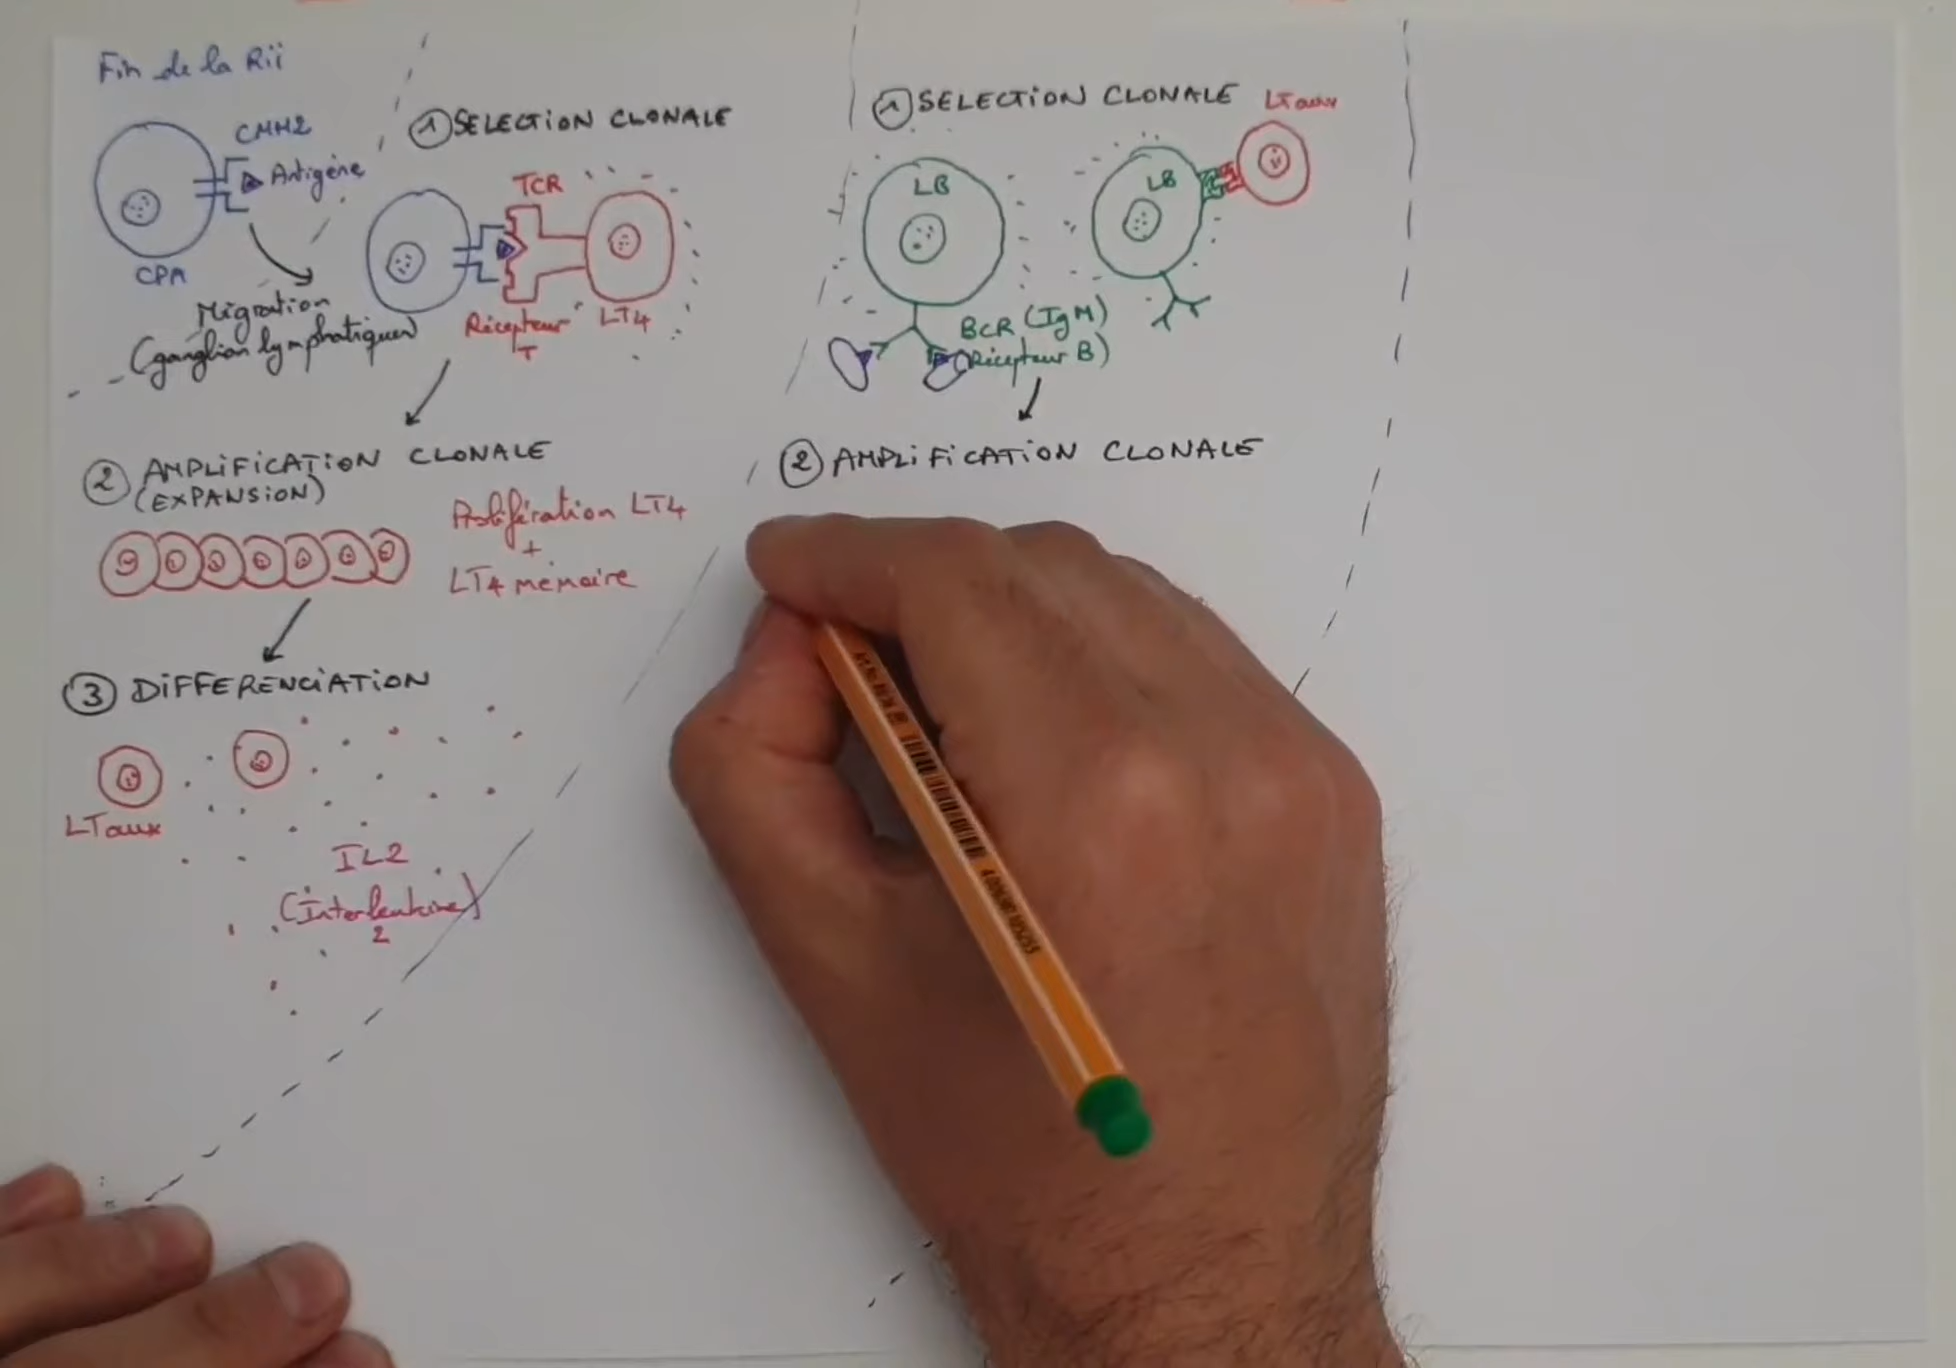 Fin de la Rii
CMH2
Antigène
CPA
Migration
(ganglion lymphatique)
① SELECTION CLONALE
TCR
Récepteur
T
LT4
② AMPLIFICATION CLONALE
(EXPANSION)
Prolifération LT4
+
LT4 mémoire
③ DIFFERENCIATION
LTaux
IL2
(Interleukine)
2
① SELECTION CLONALE
LTaux
LB
LB
BCR (IgM)
(Récepteur B)
② AMPLIFICATION CLONALE